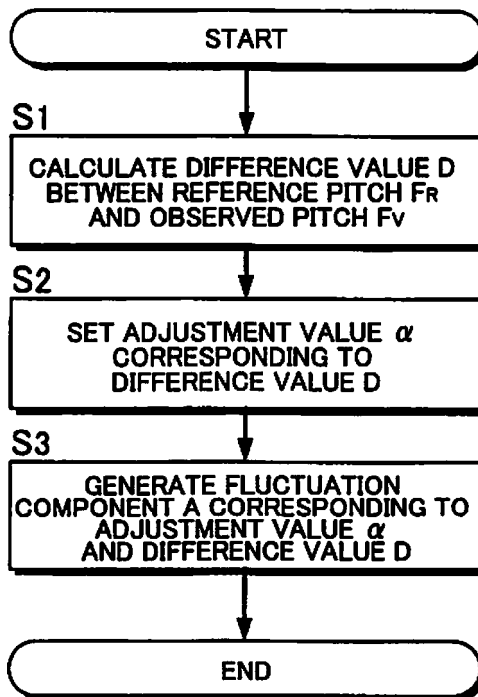 START
S1
CALCULATE DIFFERENCE VALUE D
BETWEEN REFERENCE PITCH FR
AND OBSERVED PITCH FV
S2
SET ADJUSTMENT VALUE α
CORRESPONDING TO
DIFFERENCE VALUE D
S3
GENERATE FLUCTUATION
COMPONENT A CORRESPONDING TO
ADJUSTMENT VALUE α
AND DIFFERENCE VALUE D
END